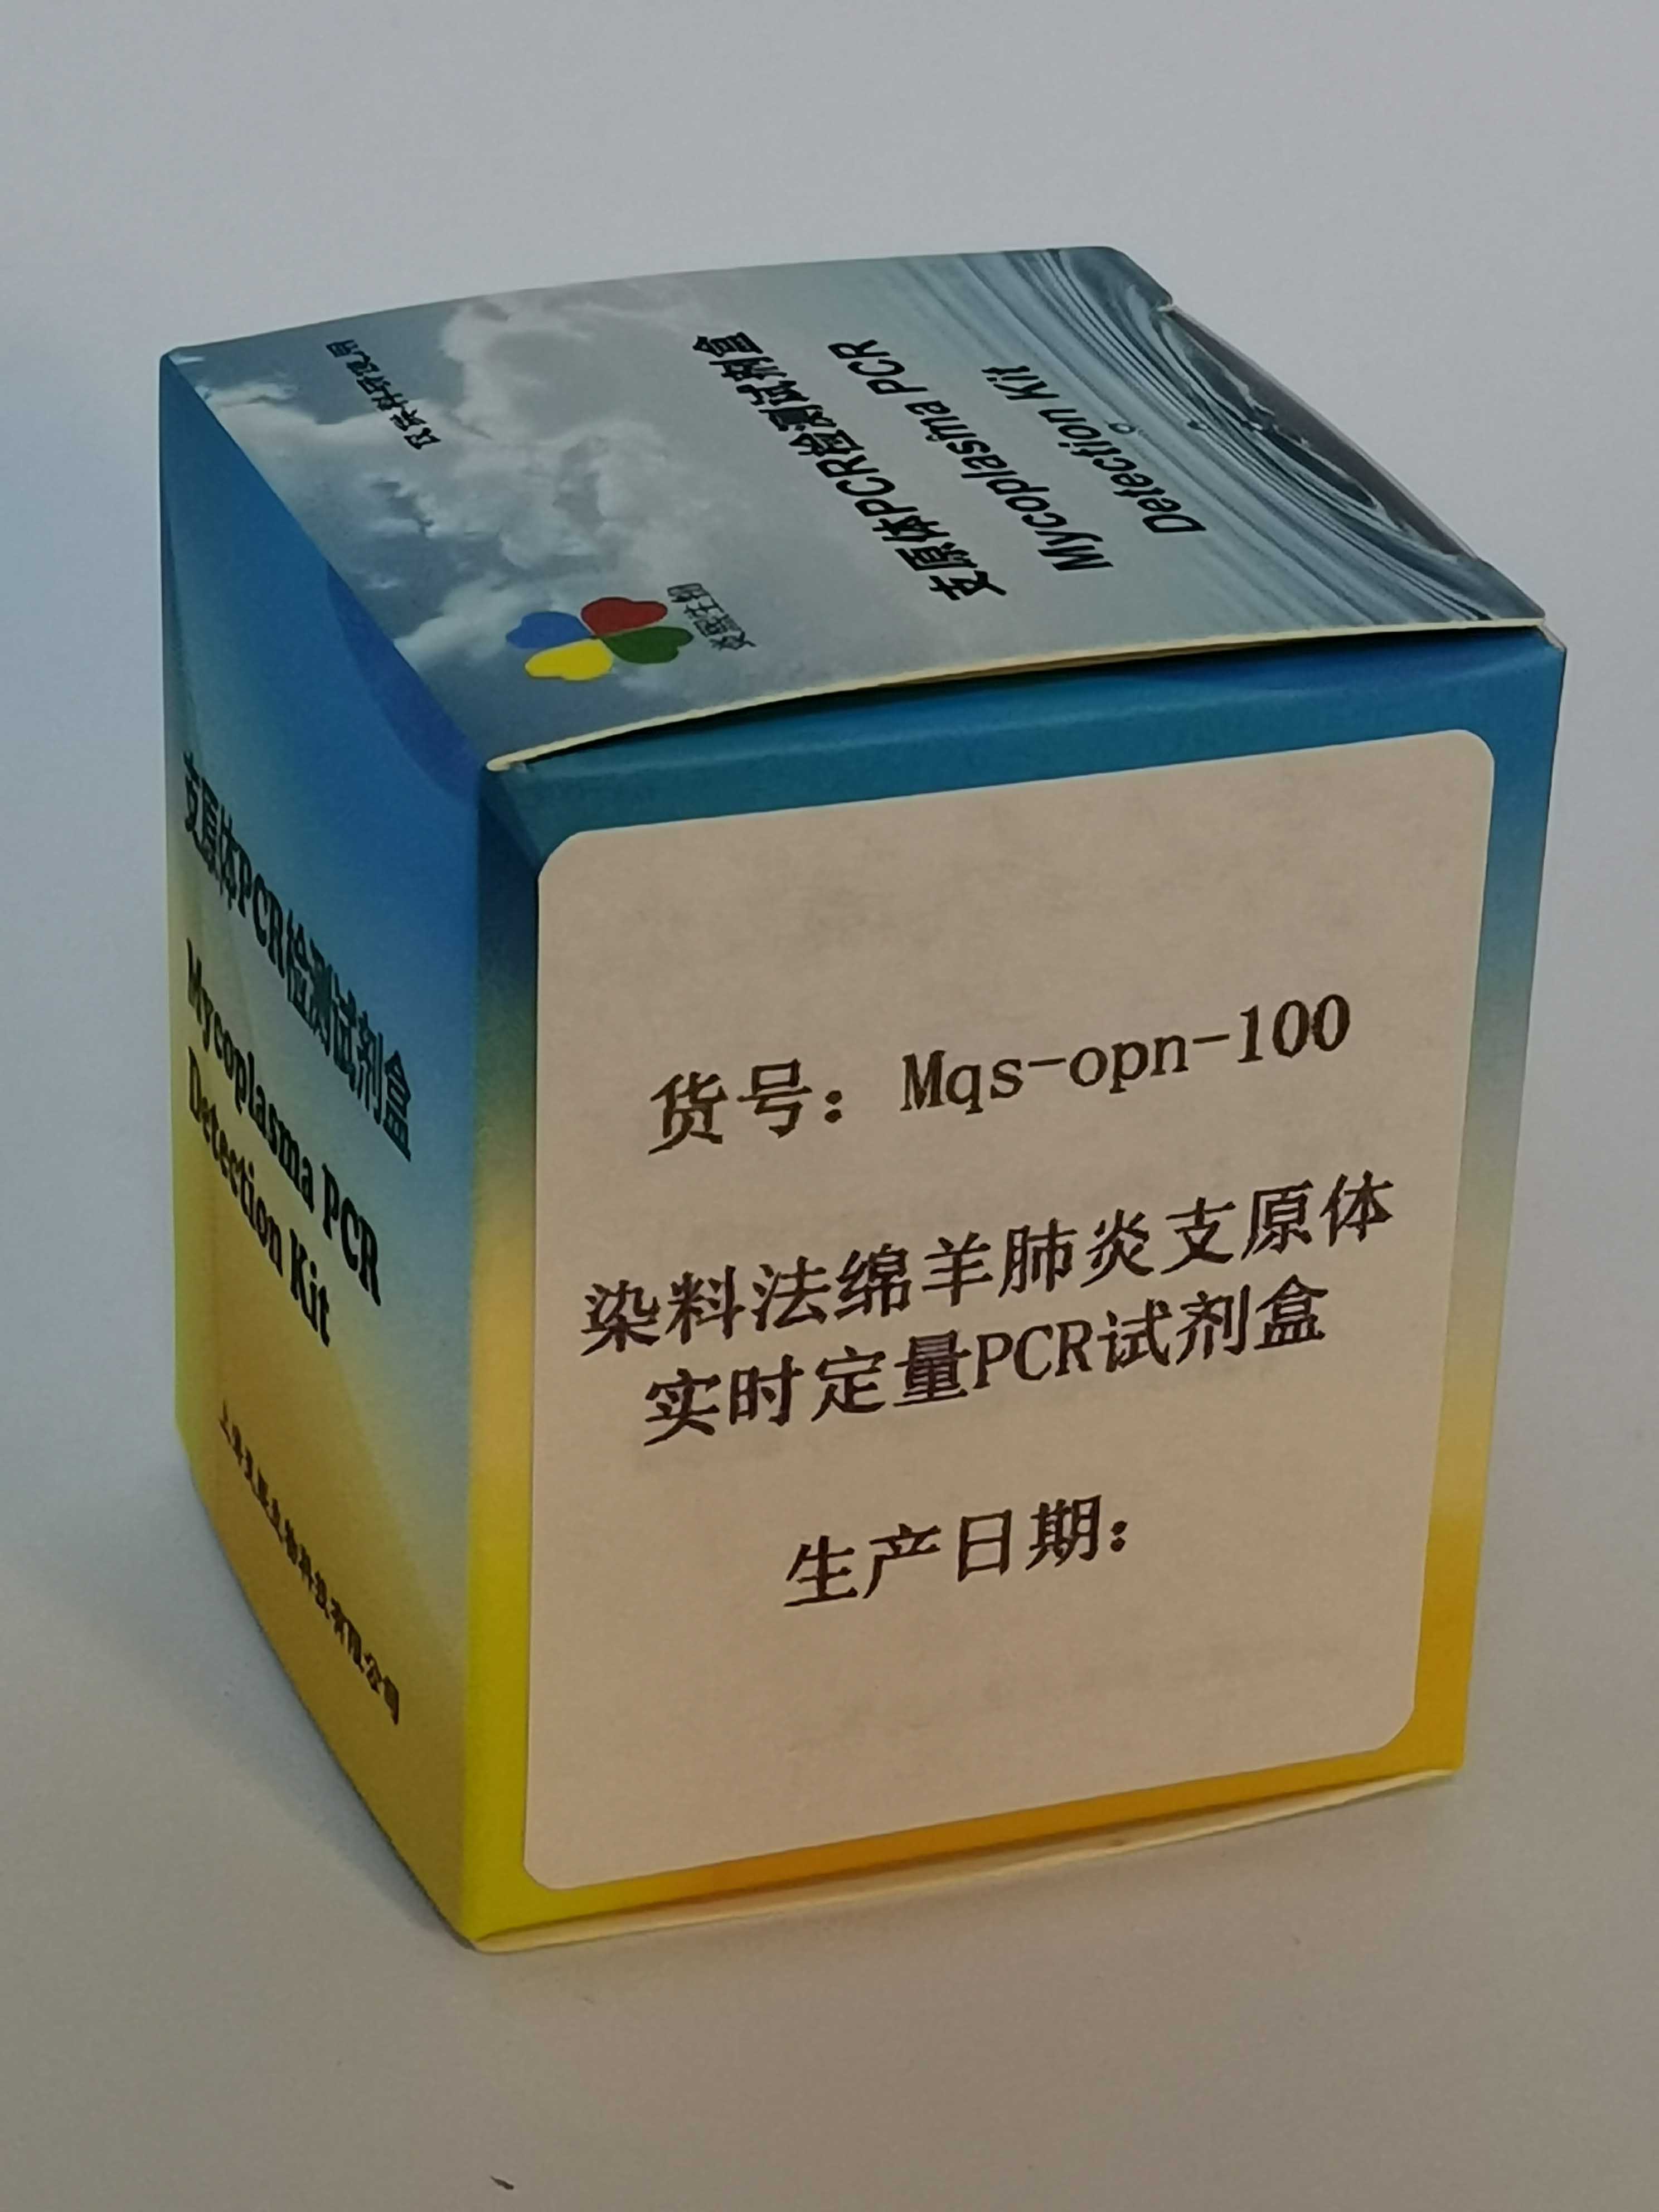 仅供科研使用
支原体PCR检测试剂盒
Mycoplasma PCR
Detection Kit
支原体PCR检测试剂盒
Mycoplasma PCR
Detection Kit
货号：Mqs-opn-100
染料法绵羊肺炎支原体
实时定量PCR试剂盒
生产日期：